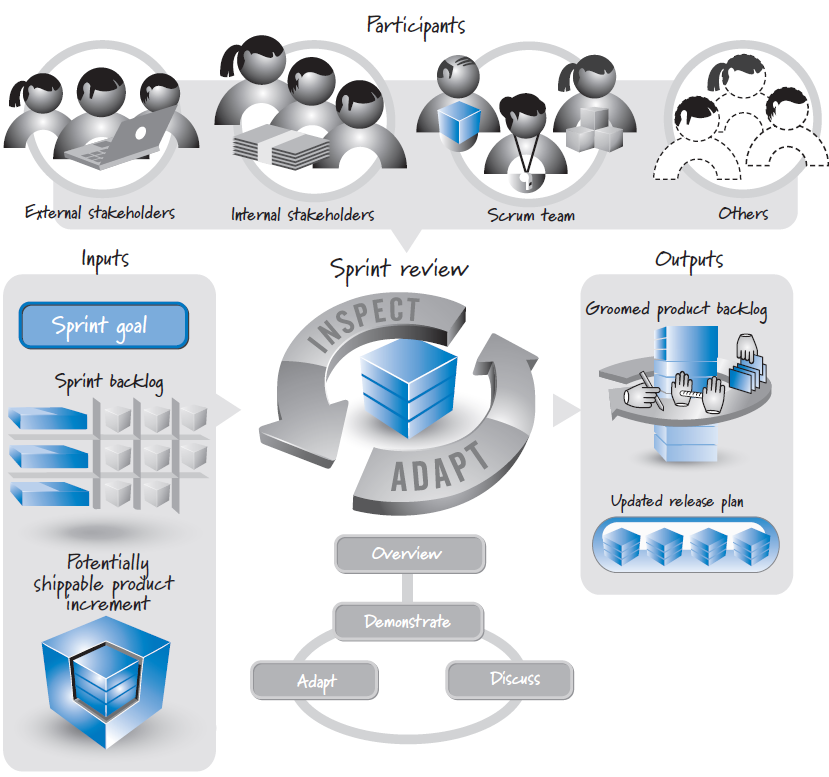 Participants
External stakeholders
Internal stakeholders
Scrum team
Others
Inputs
Sprint goal
Sprint backlog
Potentially
shippable product
increment
Sprint review
INSPECT
ADAPT
Overview
Demonstrate
Adapt
Discuss
Outputs
Groomed product backlog
Updated release plan